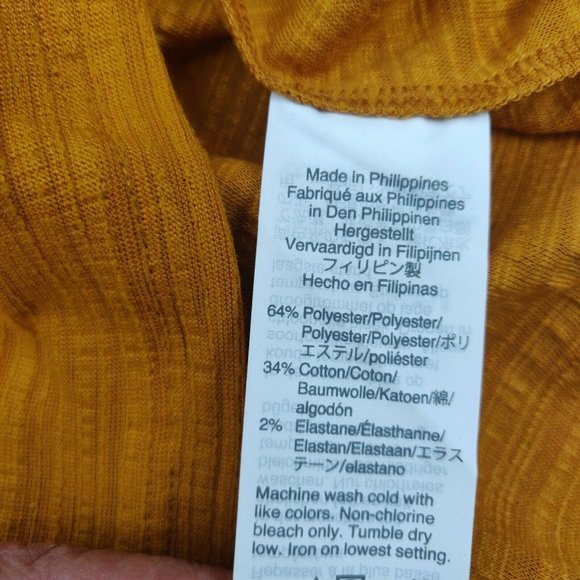 Made in Philippines
Fabriqué aux Philippines
in Den Philippinen
Hergestellt
Vervaardigd in Filipijnen
フィリピン製
Hecho en Filipinas
64% Polyester/Polyester/
Polyester/Polyester/ポリ
エステル/poliéster
34% Cotton/Coton/
Baumwolle/Katoen/綿/
algodón
2% Elastane/Élasthanne/
Elastan/Elastaan/エラス
テーン/elastano
Machine wash cold with
like colors. Non-chlorine
bleach only. Tumble dry
low. Iron on lowest setting.